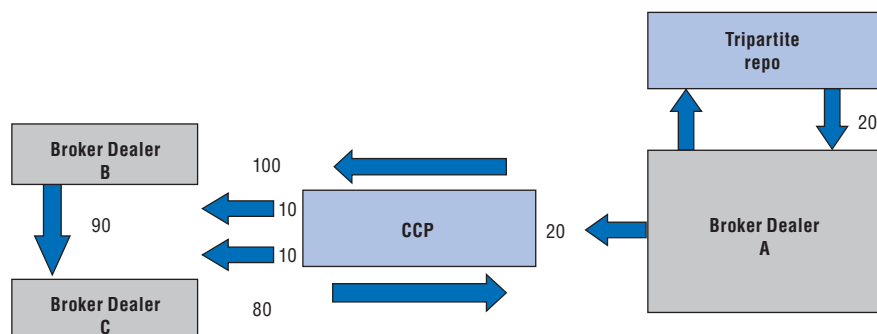 Tripartite
repo
20
Broker Dealer
B
100
10
90
CCP
20
Broker Dealer
A
10
Broker Dealer
C
80